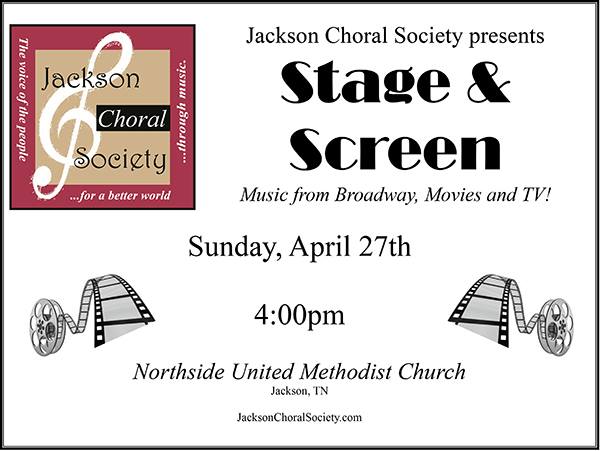 The voice of the people
Jackson
Choral
Society
...through music.
...for a better world
Jackson Choral Society presents
Stage &
Screen
Music from Broadway, Movies and TV!
Sunday, April 27th
4:00pm
Northside United Methodist Church
Jackson, TN
JacksonChoralSociety.com